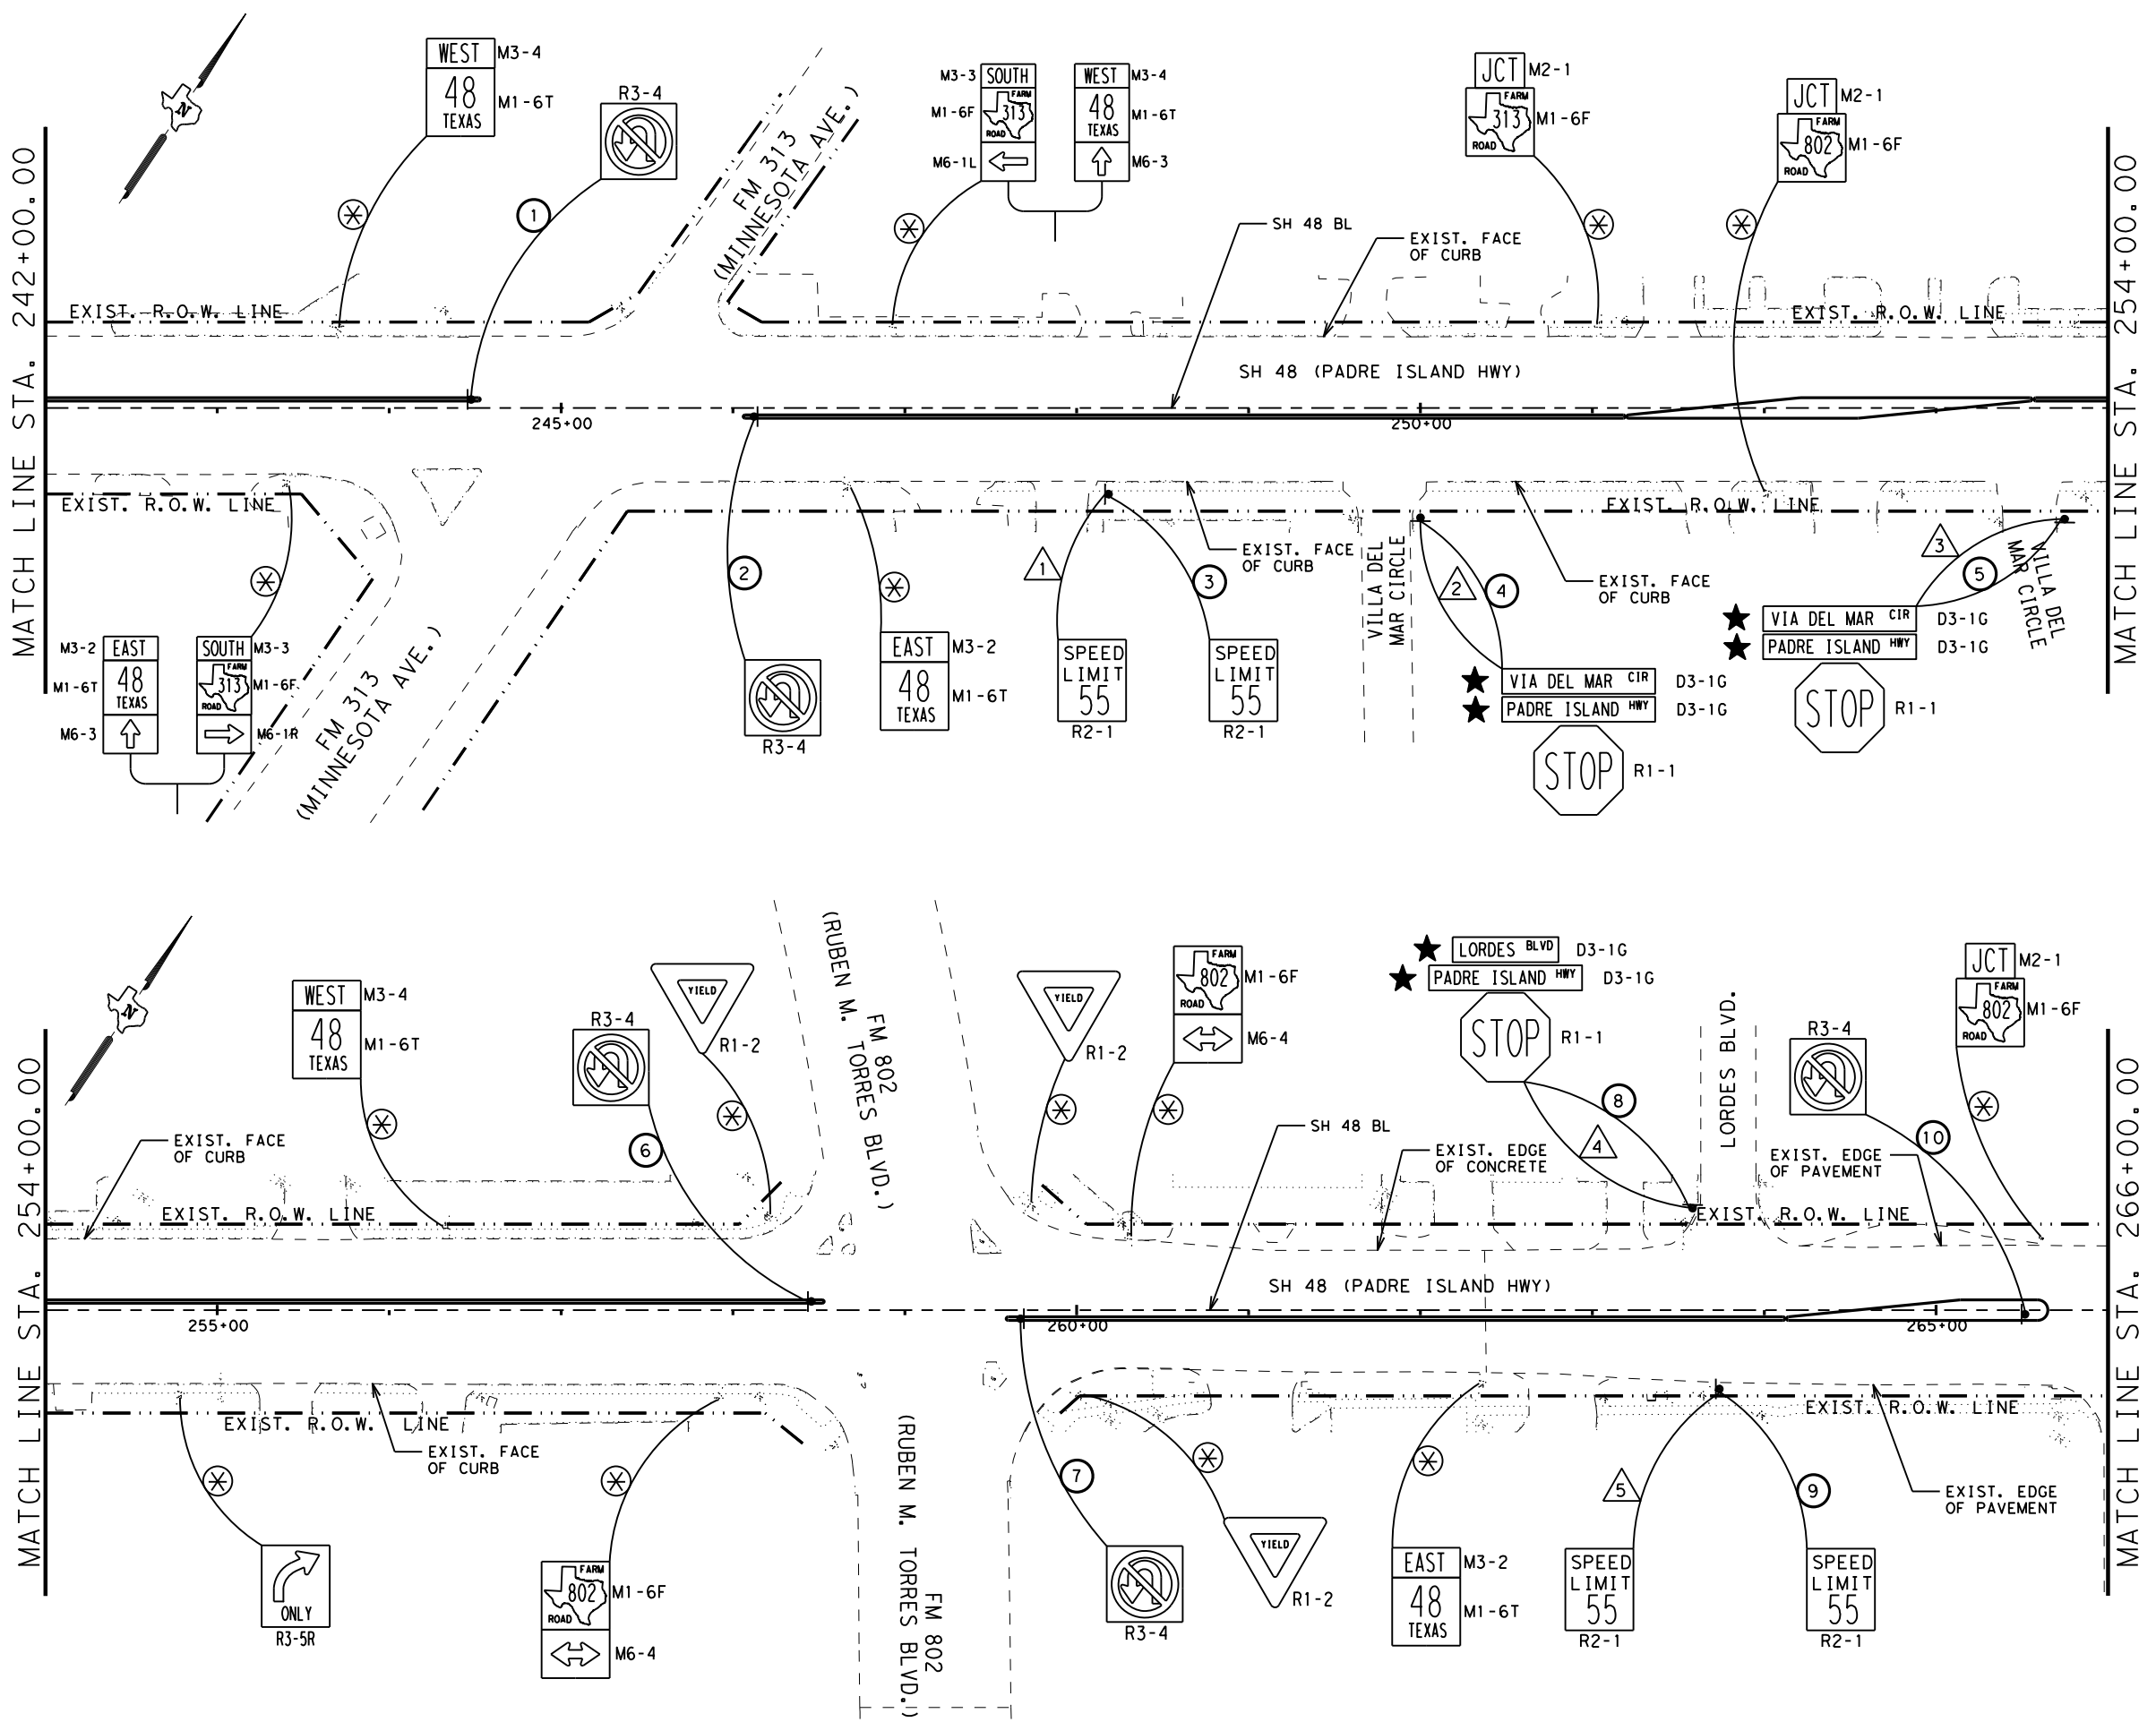 MATCH LINE STA. 242+00.00
N
WEST
M3-4
48
TEXAS
M1-6T
R3-4
1
FM 313
(MINNESOTA AVE.)
M3-3
SOUTH
FARM
313
ROAD
M1-6F
M6-1L
WEST
M3-4
48
TEXAS
M1-6T
M6-3
SH 48 BL
EXIST. FACE
OF CURB
JCT
M2-1
FARM
313
ROAD
M1-6F
JCT
M2-1
FARM
802
ROAD
M1-6F
MATCH LINE STA. 254+00.00
EXIST. R.O.W. LINE
EXIST. R.O.W. LINE
SH 48 (PADRE ISLAND HWY)
245+00
250+00
EXIST. R.O.W. LINE
EXIST. R.O.W. LINE
M3-2
EAST
M1-6T
48
TEXAS
M6-3
SOUTH
M3-3
FARM
313
ROAD
M1-6F
M6-1R
FM 313
(MINNESOTA AVE.)
2
R3-4
EAST
M3-2
48
TEXAS
M1-6T
1
SPEED
LIMIT
55
R2-1
3
SPEED
LIMIT
55
R2-1
EXIST. FACE
OF CURB
VILLA DEL
MAR CIRCLE
2
4
EXIST. FACE
OF CURB
VIA DEL MAR CIR
D3-1G
PADRE ISLAND HWY
D3-1G
STOP
R1-1
3
5
VILLA DEL
MAR CIRCLE
VIA DEL MAR CIR
D3-1G
PADRE ISLAND HWY
D3-1G
STOP
R1-1
MATCH LINE STA. 254+00.00
N
WEST
M3-4
48
TEXAS
M1-6T
EXIST. FACE
OF CURB
R3-4
6
YIELD
R1-2
FM 802
(RUBEN M. TORRES BLVD.)
YIELD
R1-2
FARM
802
ROAD
M1-6F
M6-4
SH 48 BL
EXIST. EDGE
OF CONCRETE
LORDES BLVD
D3-1G
PADRE ISLAND HWY
D3-1G
STOP
R1-1
8
4
LORDES BLVD.
R3-4
10
EXIST. EDGE
OF PAVEMENT
JCT
M2-1
FARM
802
ROAD
M1-6F
MATCH LINE STA. 266+00.00
EXIST. R.O.W. LINE
EXIST. R.O.W. LINE
SH 48 (PADRE ISLAND HWY)
255+00
260+00
265+00
EXIST. R.O.W. LINE
EXIST. R.O.W. LINE
EXIST. FACE
OF CURB
ONLY
R3-5R
FARM
802
ROAD
M1-6F
M6-4
FM 802
(RUBEN M. TORRES BLVD.)
7
R3-4
YIELD
R1-2
EAST
M3-2
48
TEXAS
M1-6T
5
SPEED
LIMIT
55
R2-1
9
SPEED
LIMIT
55
R2-1
EXIST. EDGE
OF PAVEMENT